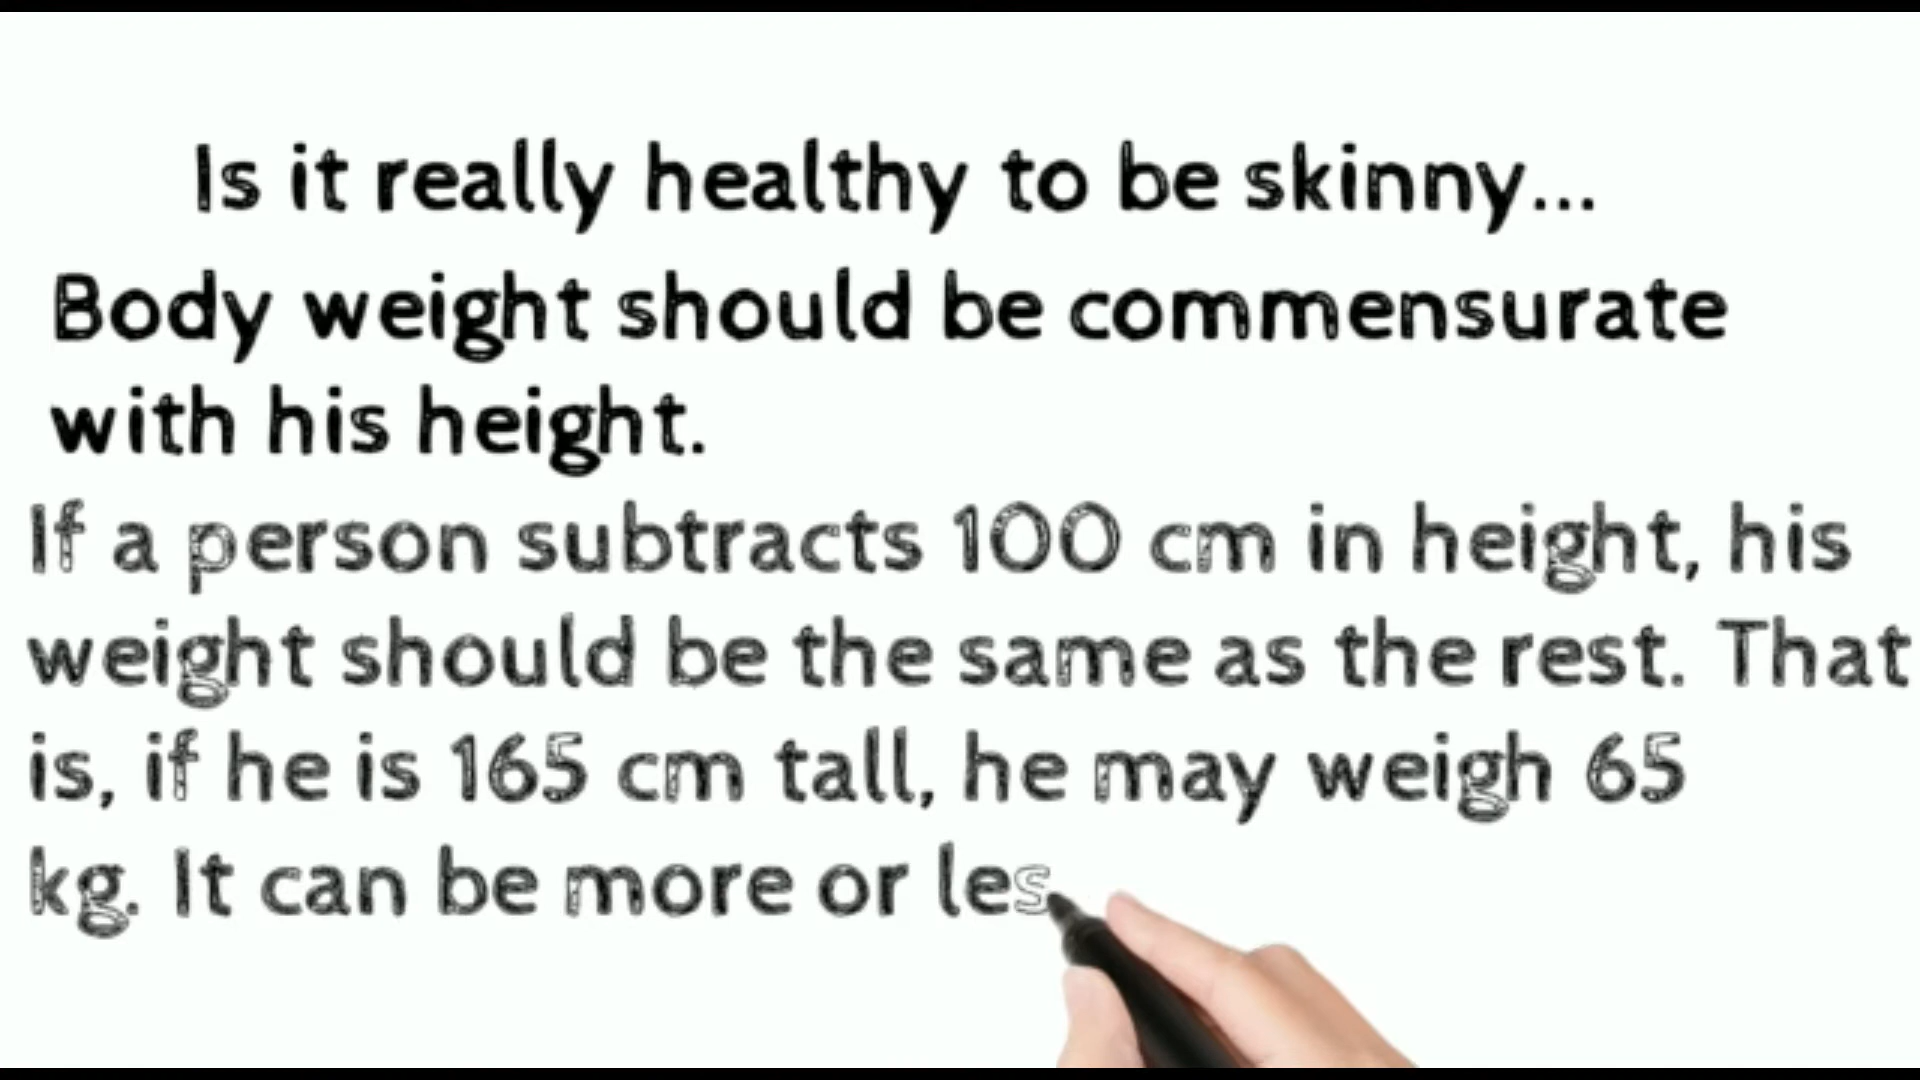 Is it really healthy to be skinny...
Body weight should be commensurate
with his height.
If a person subtracts 100 cm in height, his
weight should be the same as the rest. That
is, if he is 165 cm tall, he may weigh 65
kg. It can be more or les